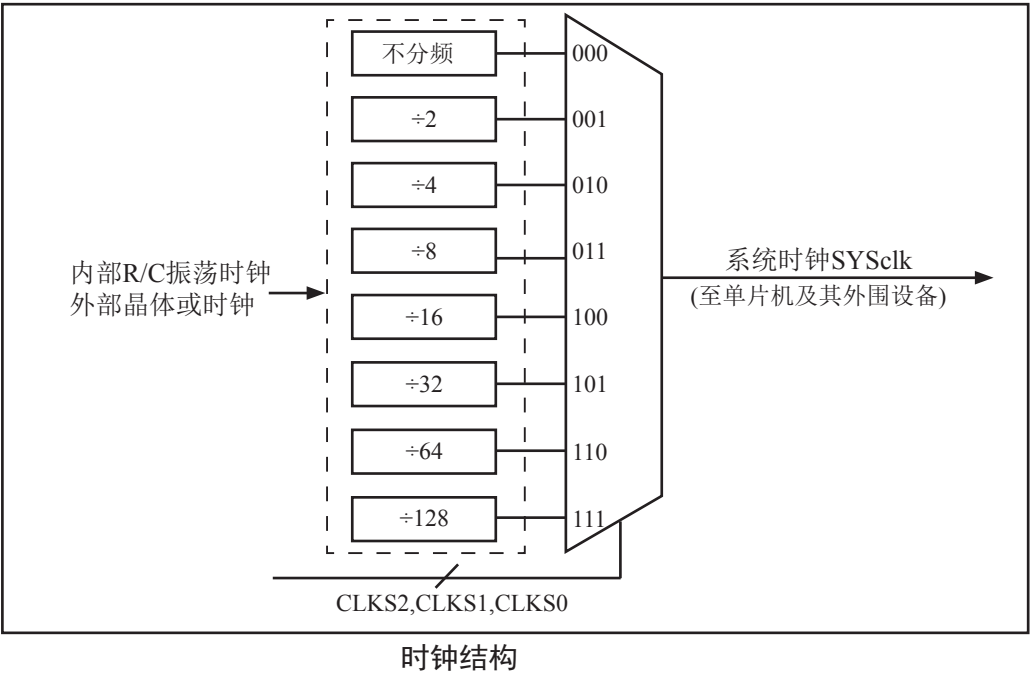 不分频
000
÷2
001
÷4
010
÷8
011
÷16
100
÷32
101
÷64
110
÷128
111
内部R/C振荡时钟
外部晶体或时钟
系统时钟SYSclk
(至单片机及其外围设备)
CLKS2,CLKS1,CLKS0
时钟结构